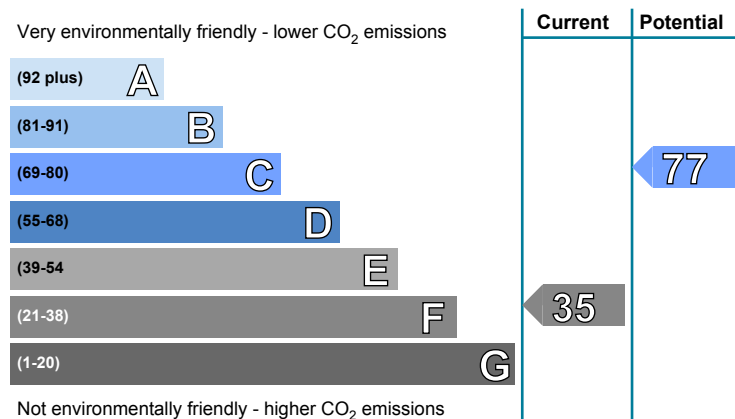 Very environmentally friendly - lower CO₂ emissions
Current
Potential
(92 plus) A
(81-91) B
(69-80) C
77
(55-68) D
(39-54 E
(21-38) F
35
(1-20) G
Not environmentally friendly - higher CO₂ emissions